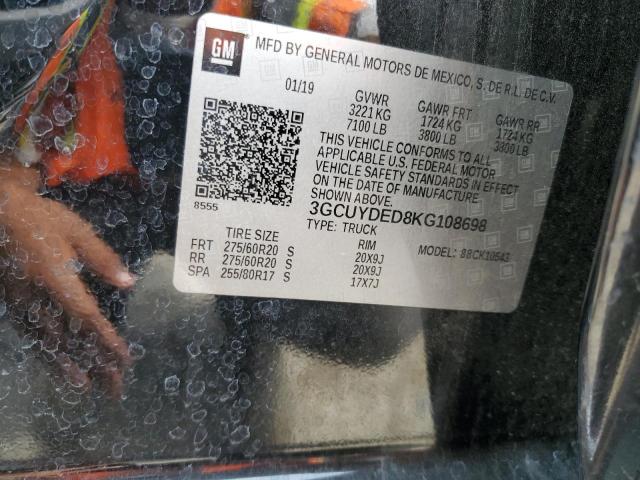 GM
MFD BY GENERAL MOTORS DE MEXICO, S. DE R.L. DE C.V.
01/19
GVWR GAWR FRT GAWR RR
3221 KG 1724 KG 1724 KG
7100 LB 3800 LB 3800 LB
THIS VEHICLE CONFORMS TO ALL
APPLICABLE U.S. FEDERAL MOTOR
VEHICLE SAFETY STANDARDS IN EFFECT
ON THE DATE OF MANUFACTURE
SHOWN ABOVE.
8555
3GCUYDED8KG108698
TYPE: TRUCK
MODEL:
TIRE SIZE RIM
FRT 275/60R20 S 20X9J
RR 275/60R20 S 20X9J
SPA 255/80R17 S 17X7J